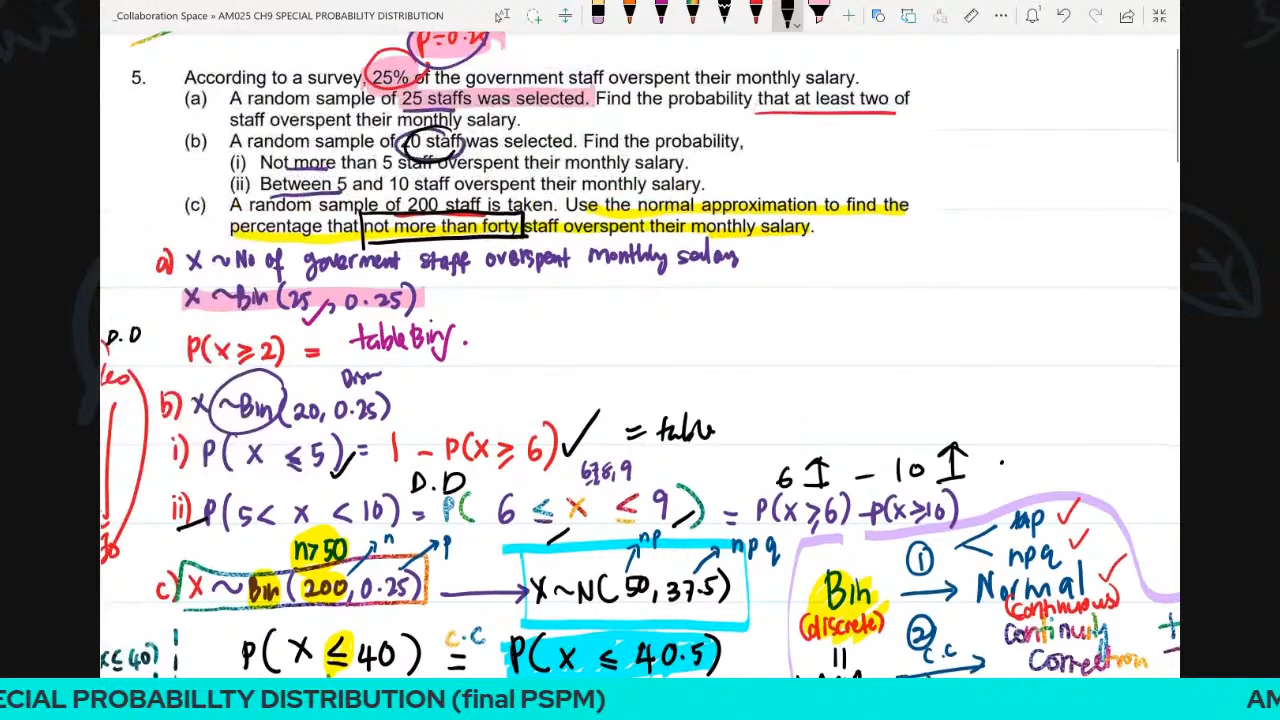 _Collaboration Space » AM025 CH9 SPECIAL PROBABILITY DISTRIBUTION
5. According to a survey, 25% of the government staff overspent their monthly salary.
(a) A random sample of 25 staffs was selected. Find the probability that at least two of
staff overspent their monthly salary.
(b) A random sample of 20 staff was selected. Find the probability,
(i) Not more than 5 staff overspent their monthly salary.
(ii) Between 5 and 10 staff overspent their monthly salary.
(c) A random sample of 200 staff is taken. Use the normal approximation to find the
percentage that not more than forty staff overspent their monthly salary.
a) X ~ No of goverment staff overspent monthly salary
X ~ Bin (25, 0.25)
D.D
P(X ≥ 2) = table Biny.
b) X ~ Bin (20, 0.25)
i) P( X ≤ 5) = 1 - P(X ≥ 6) = table
D.D
6 - 10
ii) P(5 < X < 10) = P( 6 ≤ X ≤ 9 ) = P(X ≥ 6) - P(X ≥ 10)
n > 50 n p np npq
np
npq
c) X ~ Bin (200, 0.25) X ~ N( 50, 37.5)
① Bin Normal
(discrete) (continuous)
② c.c continuity correction
P( X ≤ 40) = c.c P( X ≤ 40.5)
X ≤ 40)
ECIAL PROBABILLTY DISTRIBUTION (final PSPM) AM